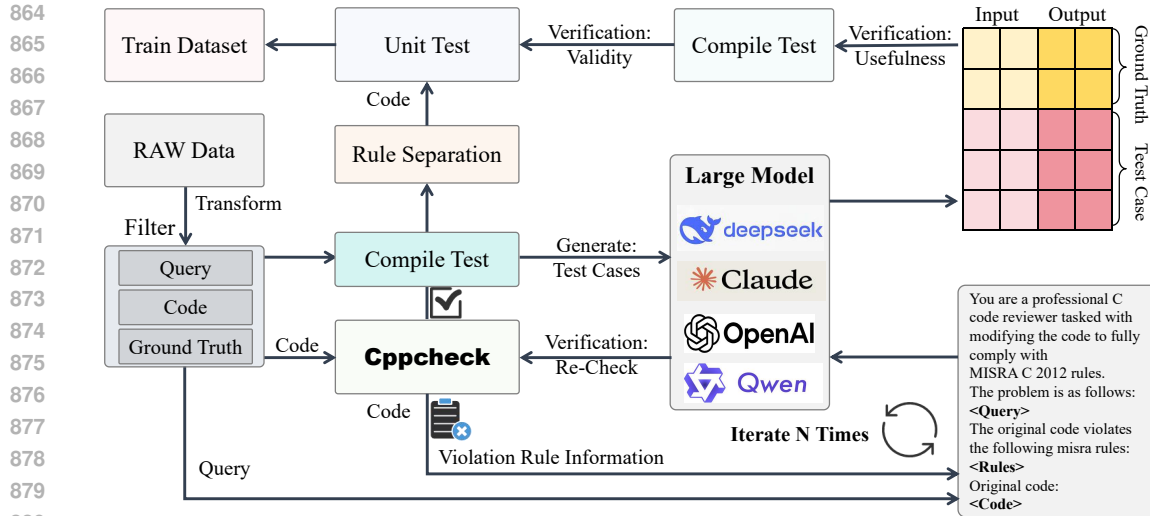 864
865
866
867
868
869
870
871
872
873
874
875
876
877
878
879
Train Dataset
Unit Test
Verification:
Validity
Compile Test
Verification:
Usefulness
Input
Output
Ground Truth
Teest Case
Code
RAW Data
Rule Separation
Transform
Filter
Query
Code
Ground Truth
Compile Test
Generate:
Test Cases
Large Model
deepseek
Claude
OpenAI
Qwen
Code
Cppcheck
Verification:
Re-Check
Code
Violation Rule Information
Query
Iterate N Times
You are a professional C
code reviewer tasked with
modifying the code to fully
comply with
MISRA C 2012 rules.
The problem is as follows:
<Query>
The original code violates
the following misra rules:
<Rules>
Original code:
<Code>